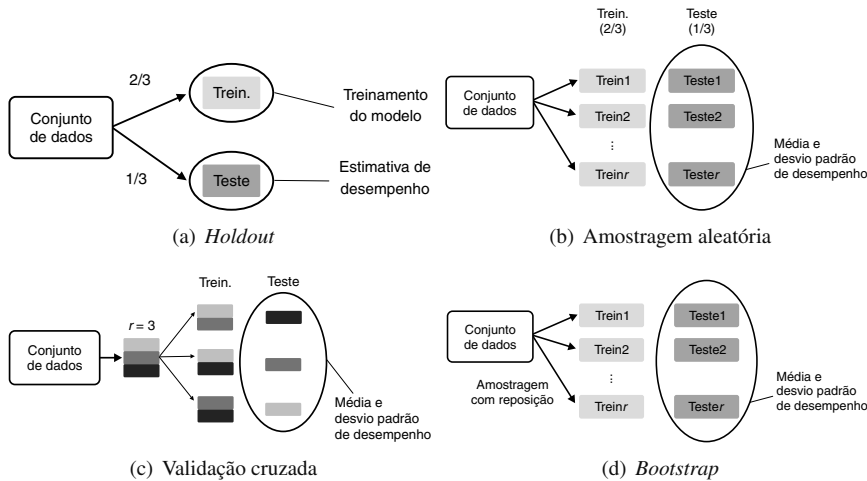 Conjunto
de dados
2/3
1/3
Trein.
Teste
Treinamento
do modelo
Estimativa de
desempenho
(a) Holdout
Trein.
(2/3)
Teste
(1/3)
Conjunto
de dados
Trein1
Teste1
Trein2
Teste2
...
Treinr
Tester
Média e
desvio padrão
de desempenho
(b) Amostragem aleatória
Trein.
Teste
r = 3
Conjunto
de dados
Média e
desvio padrão
de desempenho
(c) Validação cruzada
Conjunto
de dados
Amostragem
com reposição
Trein1
Teste1
Trein2
Teste2
...
Treinr
Tester
Média e
desvio padrão
de desempenho
(d) Bootstrap